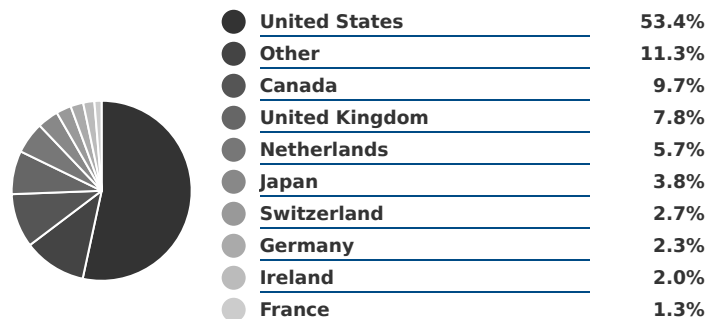 United States 53.4%
Other 11.3%
Canada 9.7%
United Kingdom 7.8%
Netherlands 5.7%
Japan 3.8%
Switzerland 2.7%
Germany 2.3%
Ireland 2.0%
France 1.3%